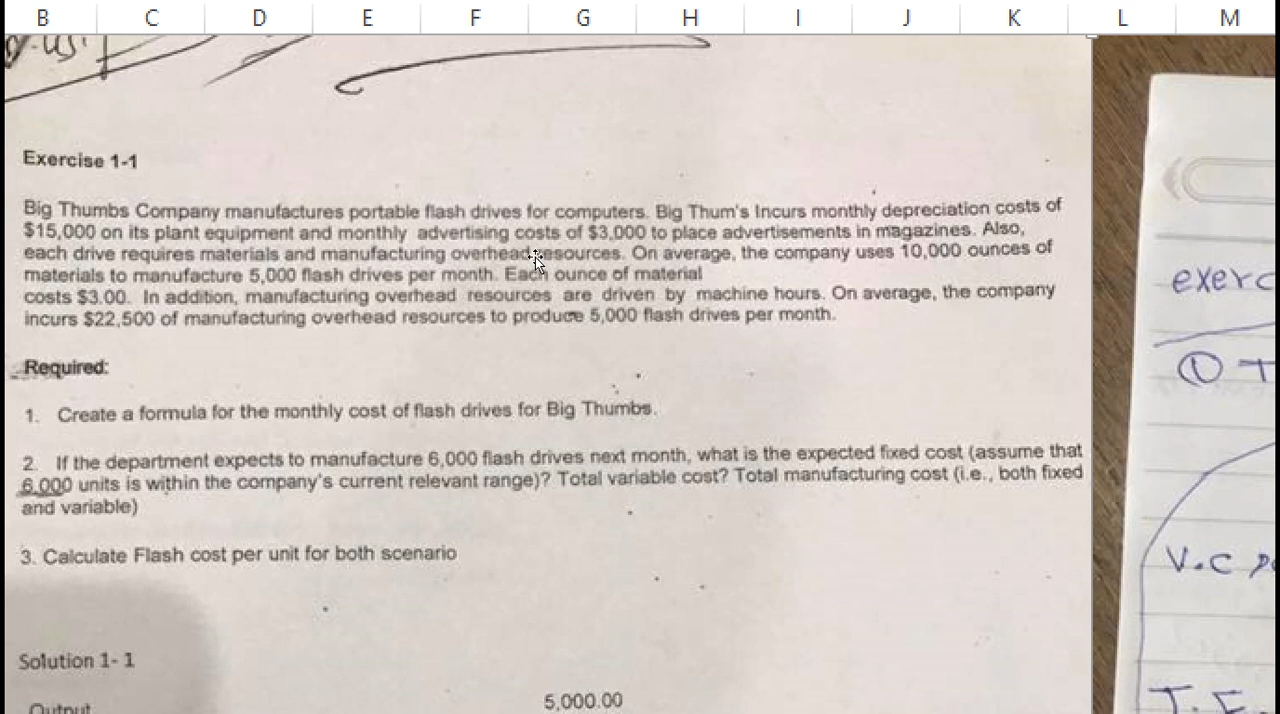 B C D E F G H I J K L M
Exercise 1-1
Big Thumbs Company manufactures portable flash drives for computers. Big Thum's Incurs monthly depreciation costs of
$15,000 on its plant equipment and monthly advertising costs of $3,000 to place advertisements in magazines. Also,
each drive requires materials and manufacturing overhead resources. On average, the company uses 10,000 ounces of
materials to manufacture 5,000 flash drives per month. Each ounce of material
costs $3.00. In addition, manufacturing overhead resources are driven by machine hours. On average, the company
incurs $22,500 of manufacturing overhead resources to produce 5,000 flash drives per month.
Required:
1. Create a formula for the monthly cost of flash drives for Big Thumbs.
2. If the department expects to manufacture 6,000 flash drives next month, what is the expected fixed cost (assume that
6,000 units is within the company's current relevant range)? Total variable cost? Total manufacturing cost (i.e., both fixed
and variable)
3. Calculate Flash cost per unit for both scenario
Solution 1- 1
Output 5,000.00
exerc
① T
V.C
T.